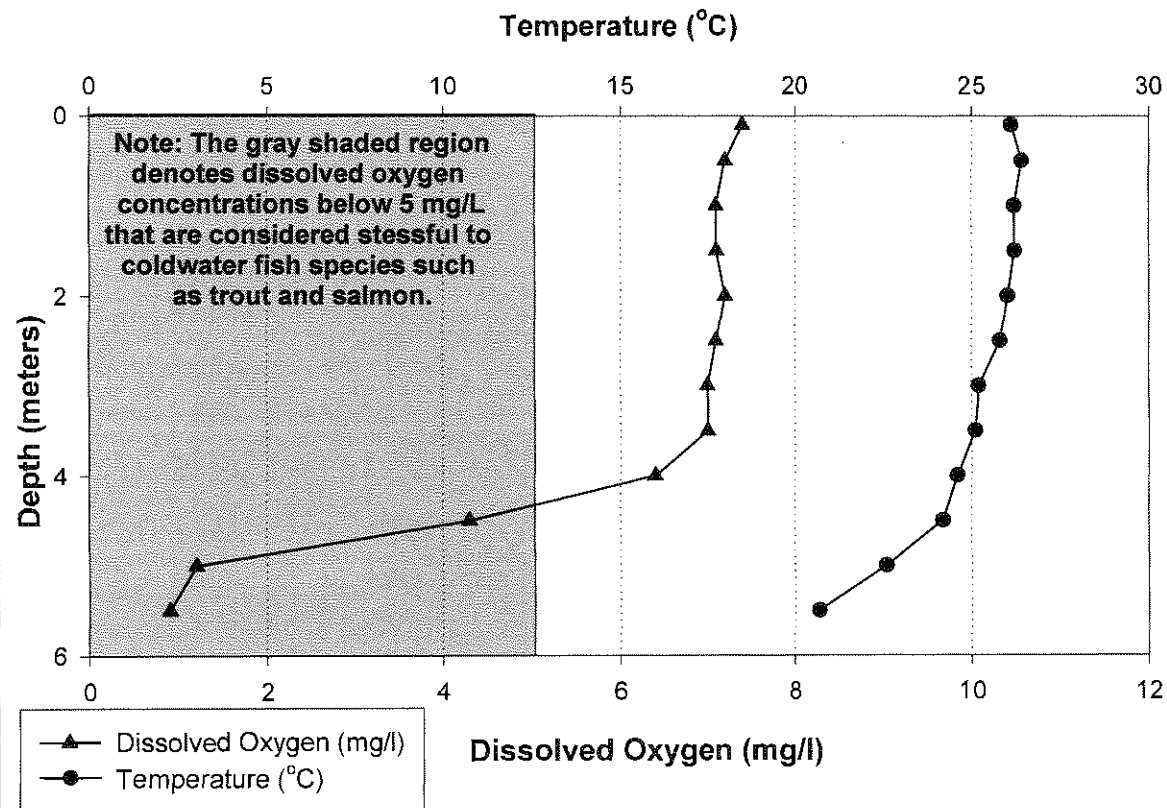 Temperature (°C)
0 5 10 15 20 25 30
Note: The gray shaded region
denotes dissolved oxygen
concentrations below 5 mg/L
that are considered stessful to
coldwater fish species such
as trout and salmon.
0
2
4
6
Depth (meters)
0 2 4 6 8 10 12
Dissolved Oxygen (mg/l)
Dissolved Oxygen (mg/l)
Temperature (°C)